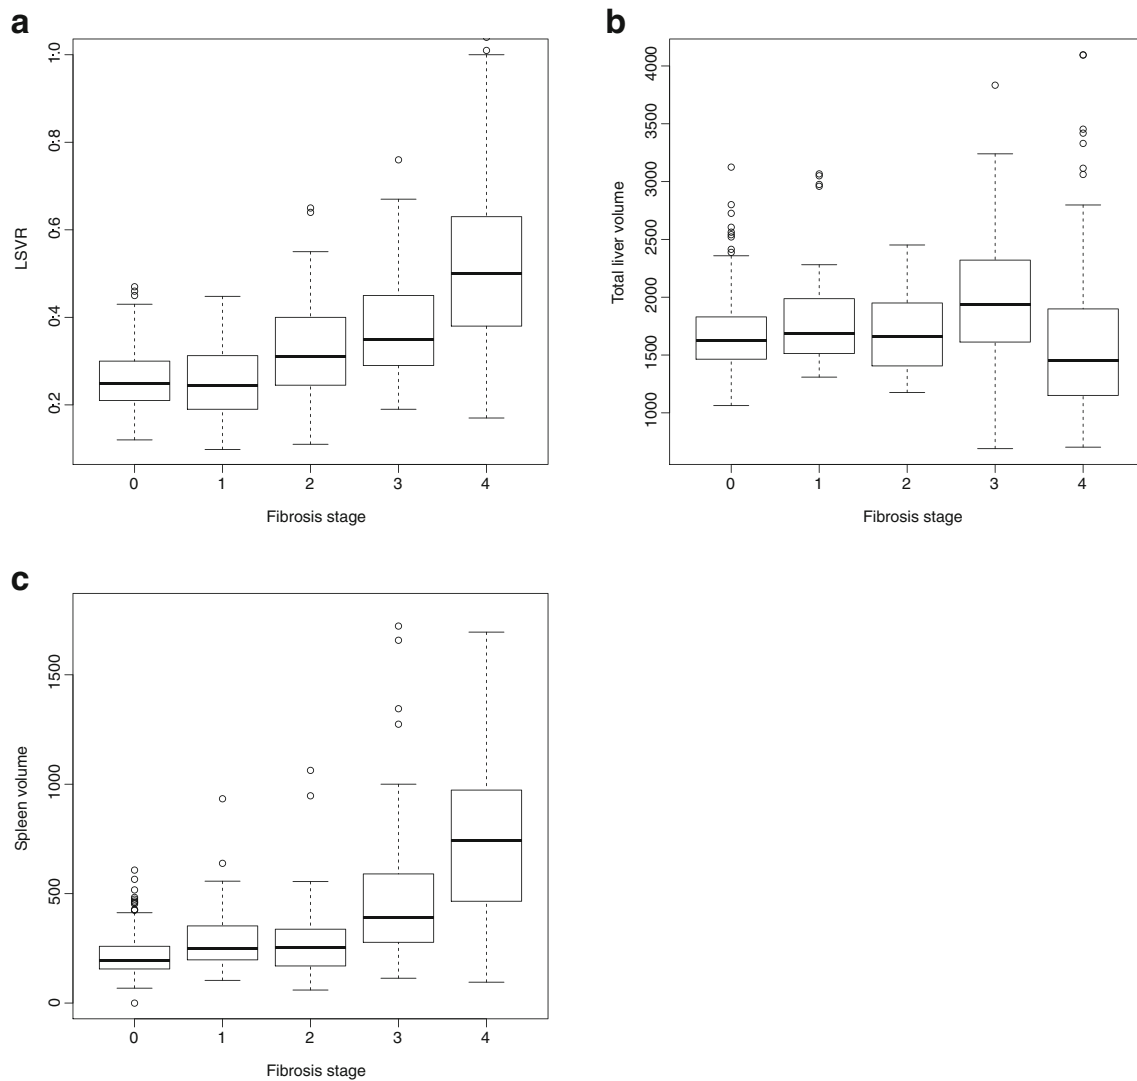 a
LSVR
1:0
0:8
0:6
0:4
0:2
0 1 2 3 4
Fibrosis stage
b
Total liver volume
4000
3500
3000
2500
2000
1500
1000
0 1 2 3 4
Fibrosis stage
c
Spleen volume
1500
1000
500
0
0 1 2 3 4
Fibrosis stage